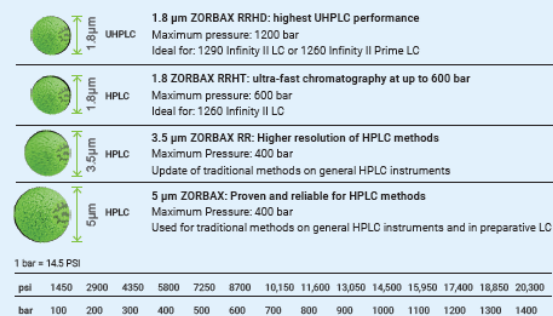 1.8 µm ZORBAX RRHD: highest UHPLC performance
1.8µm UHPLC Maximum pressure: 1200 bar
Ideal for: 1290 Infinity II LC or 1260 Infinity II Prime LC
1.8 ZORBAX RRHT: ultra-fast chromatography at up to 600 bar
1.8µm HPLC Maximum pressure: 600 bar
Ideal for: 1260 Infinity II LC
3.5 µm ZORBAX RR: Higher resolution of HPLC methods
3.5µm HPLC Maximum Pressure: 400 bar
Update of traditional methods on general HPLC instruments
5 µm ZORBAX: Proven and reliable for HPLC methods
5µm HPLC Maximum Pressure: 400 bar
Used for traditional methods on general HPLC instruments and in preparative LC
1 bar = 14.5 PSI
psi 1450 2900 4350 5800 7250 8700 10,150 11,600 13,050 14,500 15,950 17,400 18,850 20,300
bar 100 200 300 400 500 600 700 800 900 1000 1100 1200 1300 1400